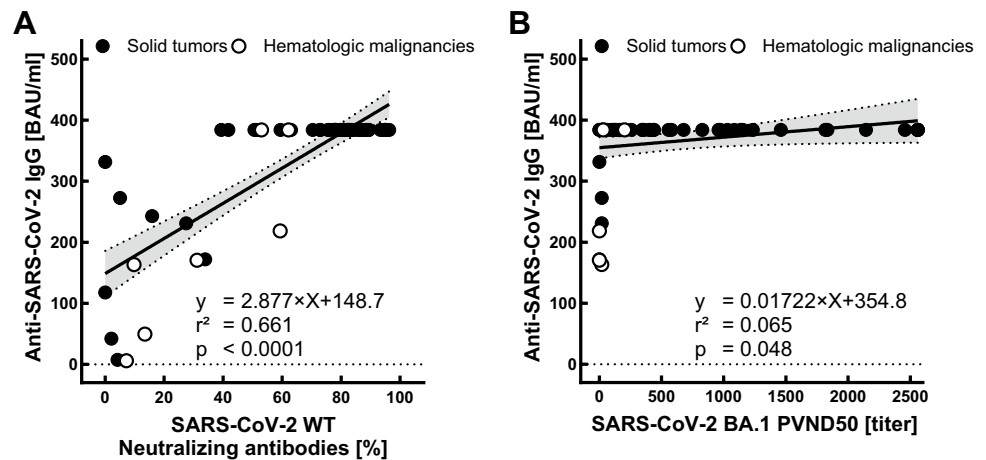 A
Solid tumors Hematologic malignancies
Anti-SARS-CoV-2 IgG [BAU/ml]
500
400
300
200
100
0
y = 2.877×X+148.7
r² = 0.661
p < 0.0001
0 20 40 60 80 100
SARS-CoV-2 WT
Neutralizing antibodies [%]
B
Solid tumors Hematologic malignancies
Anti-SARS-CoV-2 IgG [BAU/ml]
500
400
300
200
100
0
y = 0.01722×X+354.8
r² = 0.065
p = 0.048
0 500 1000 1500 2000 2500
SARS-CoV-2 BA.1 PVND50 [titer]